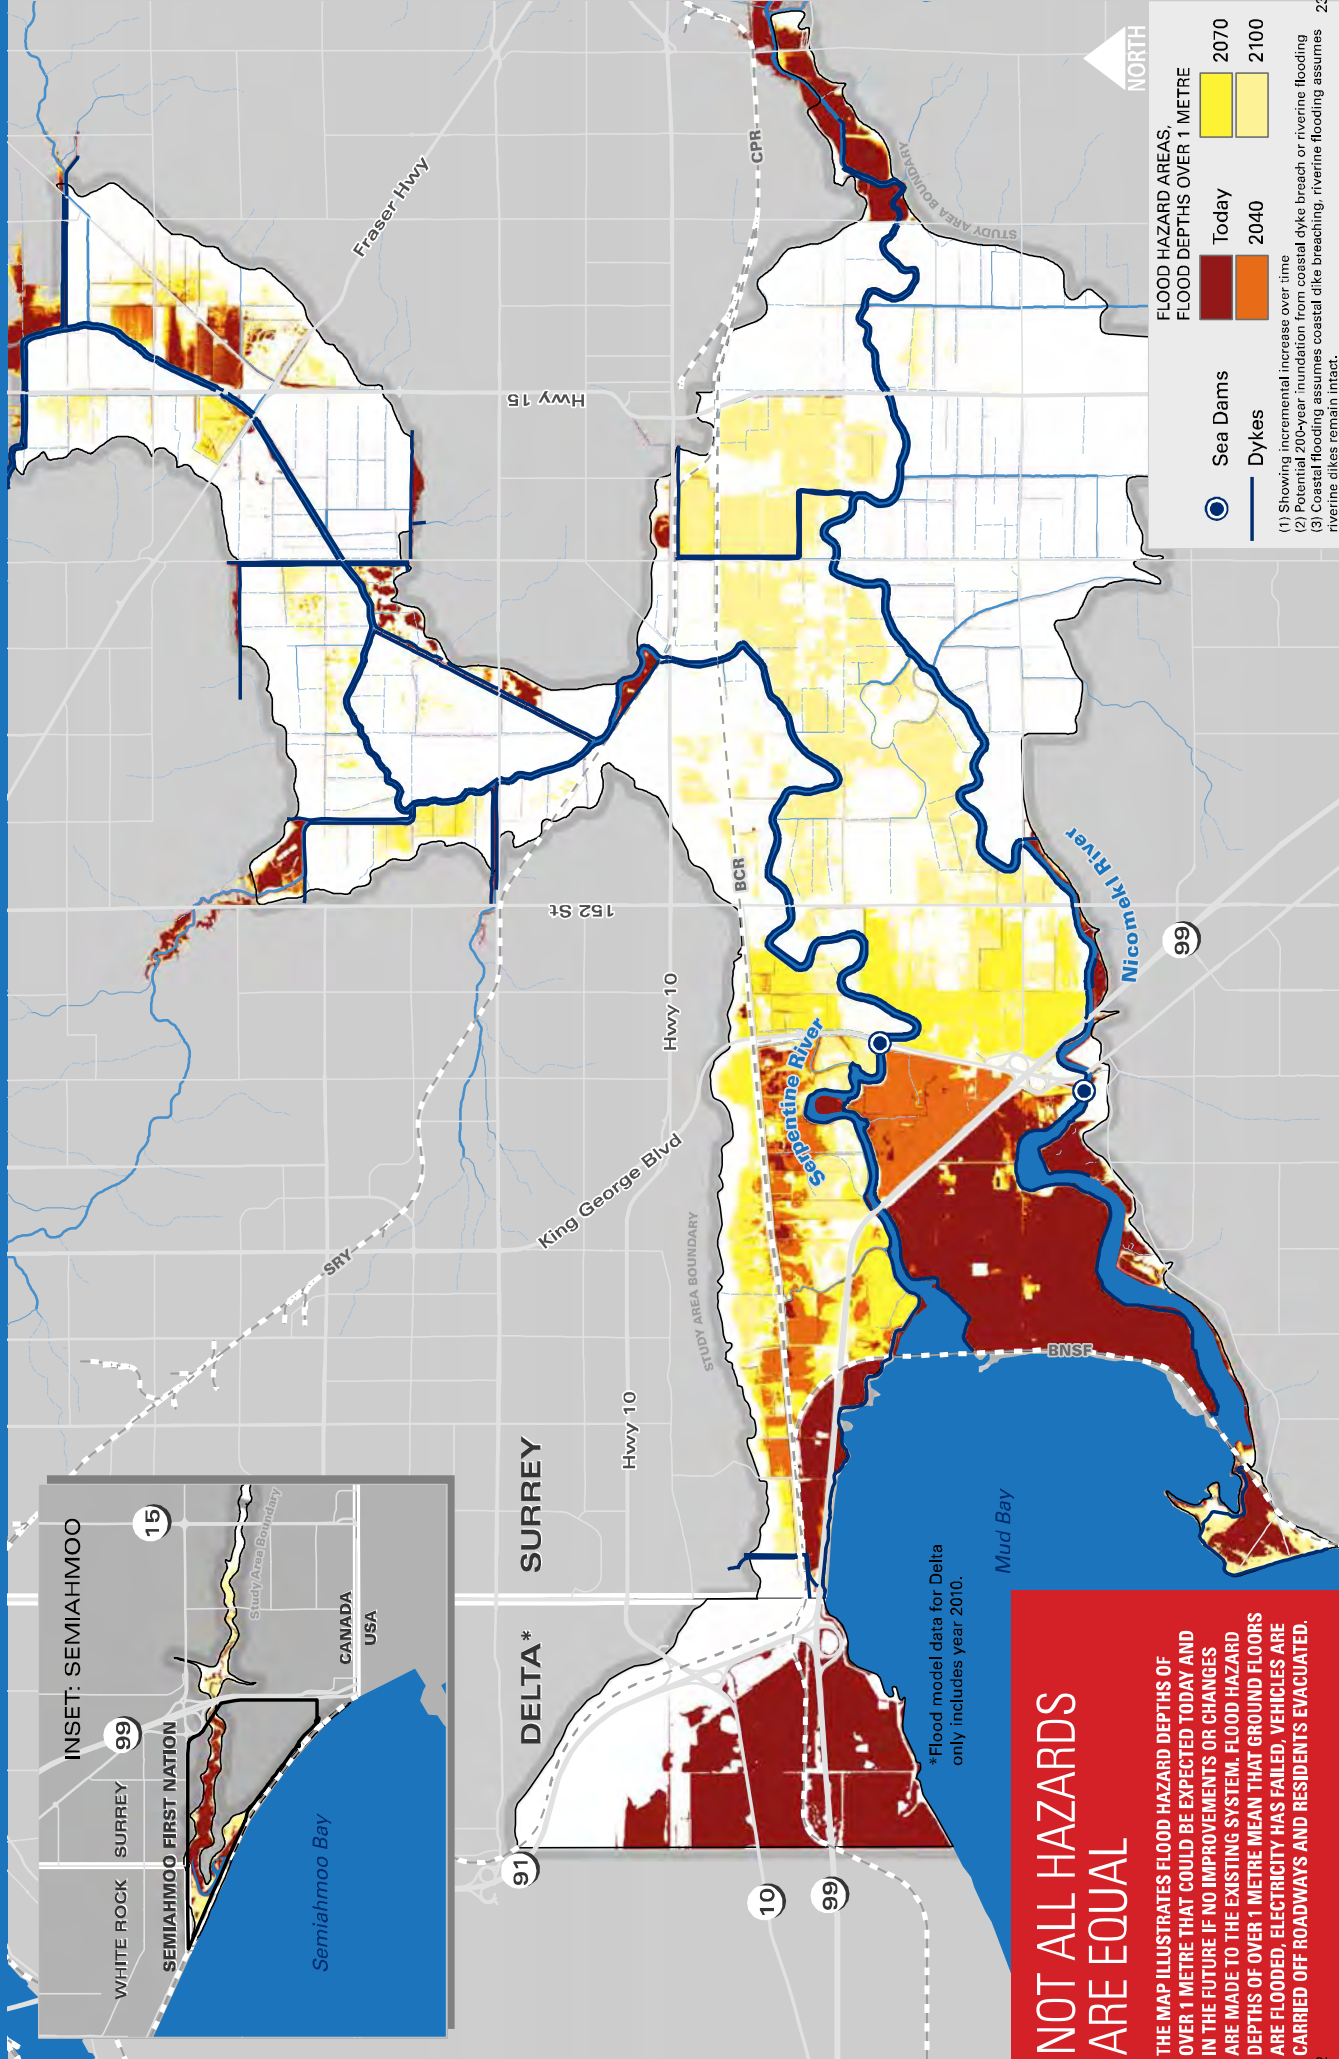 INSET: SEMIAHMOO
WHITE ROCK
SURREY
99
15
SEMIAHMOO FIRST NATION
Study Area Boundary
CANADA
USA
Semiahmoo Bay
SRY
Fraser Hwy
Hwy 15
152 St
CPR
STUDY AREA BOUNDARY
91
DELTA*
SURREY
Hwy 10
King George Blvd
Hwy 10
STUDY AREA BOUNDARY
BCR
Serpentine River
Nicomekl River
99
10
99
BNSF
Mud Bay
*Flood model data for Delta
only includes year 2010.
NOT ALL HAZARDS
ARE EQUAL
THE MAP ILLUSTRATES FLOOD HAZARD DEPTHS OF
OVER 1 METRE THAT COULD BE EXPECTED TODAY AND
IN THE FUTURE IF NO IMPROVEMENTS OR CHANGES
ARE MADE TO THE EXISTING SYSTEM. FLOOD HAZARD
DEPTHS OF OVER 1 METRE MEAN THAT GROUND FLOORS
ARE FLOODED, ELECTRICITY HAS FAILED, VEHICLES ARE
CARRIED OFF ROADWAYS AND RESIDENTS EVACUATED.
NORTH
FLOOD HAZARD AREAS,
FLOOD DEPTHS OVER 1 METRE
Sea Dams
Today
2070
Dykes
2040
2100
(1) Showing incremental increase over time
(2) Potential 200-year inundation from coastal dyke breach or riverine flooding
(3) Coastal flooding assumes coastal dike breaching, riverine flooding assumes
riverine dikes remain intact.